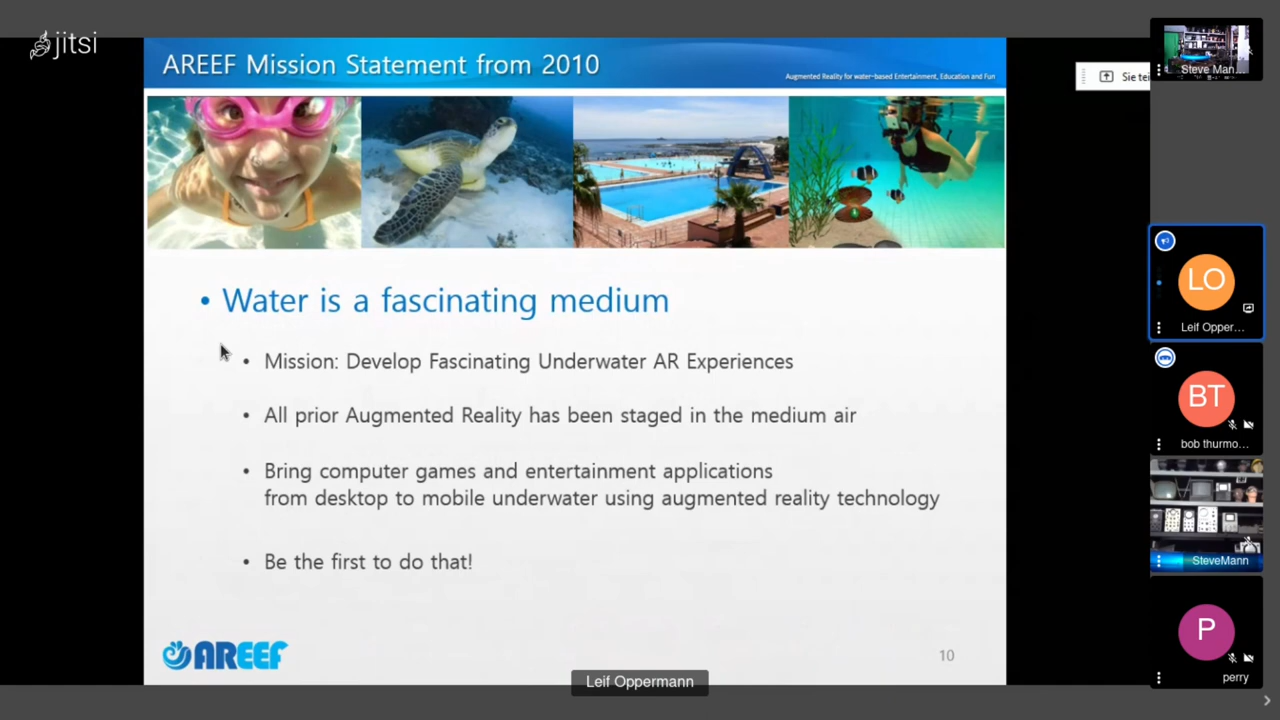 jitsi
AREEF Mission Statement from 2010
Augmented Reality for water-based Entertainment, Education and Fun
• Water is a fascinating medium
• Mission: Develop Fascinating Underwater AR Experiences
• All prior Augmented Reality has been staged in the medium air
• Bring computer games and entertainment applications
from desktop to mobile underwater using augmented reality technology
• Be the first to do that!
AREEF
10
Leif Oppermann
Sie tei
Steve Man...
LO
Leif Opper...
BT
bob thurmo...
SteveMann
P
perry